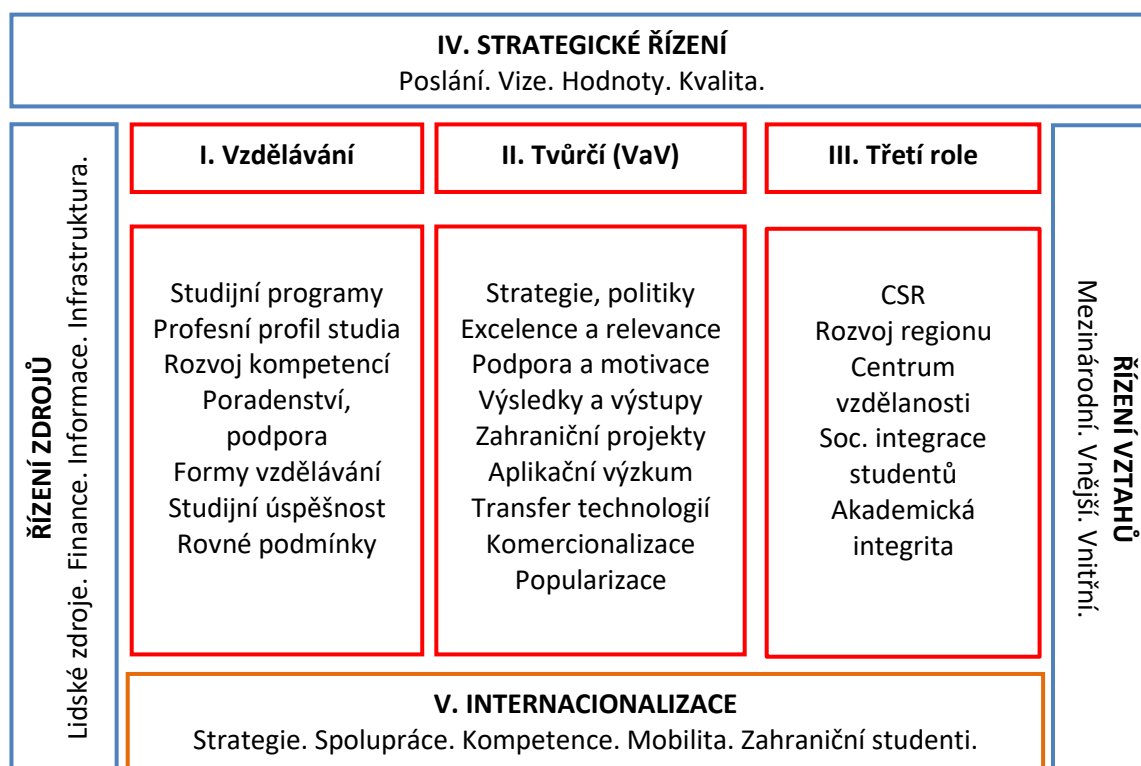 IV. STRATEGICKÉ ŘÍZENÍ
Poslání. Vize. Hodnoty. Kvalita.
ŘÍZENÍ ZDROJŮ
Lidské zdroje. Finance. Informace. Infrastruktura.
I. Vzdělávání
Studijní programy
Profesní profil studia
Rozvoj kompetencí
Poradenství,
podpora
Formy vzdělávání
Studijní úspěšnost
Rovné podmínky
II. Tvůrčí (VaV)
Strategie, politiky
Excelence a relevance
Podpora a motivace
Výsledky a výstupy
Zahraniční projekty
Aplikační výzkum
Transfer technologií
Komercionalizace
Popularizace
III. Třetí role
CSR
Rozvoj regionu
Centrum
vzdělanosti
Soc. integrace
studentů
Akademická
integrita
ŘÍZENÍ VZTAHŮ
Mezinárodní. Vnější. Vnitřní.
V. INTERNACIONALIZACE
Strategie. Spolupráce. Kompetence. Mobilita. Zahraniční studenti.